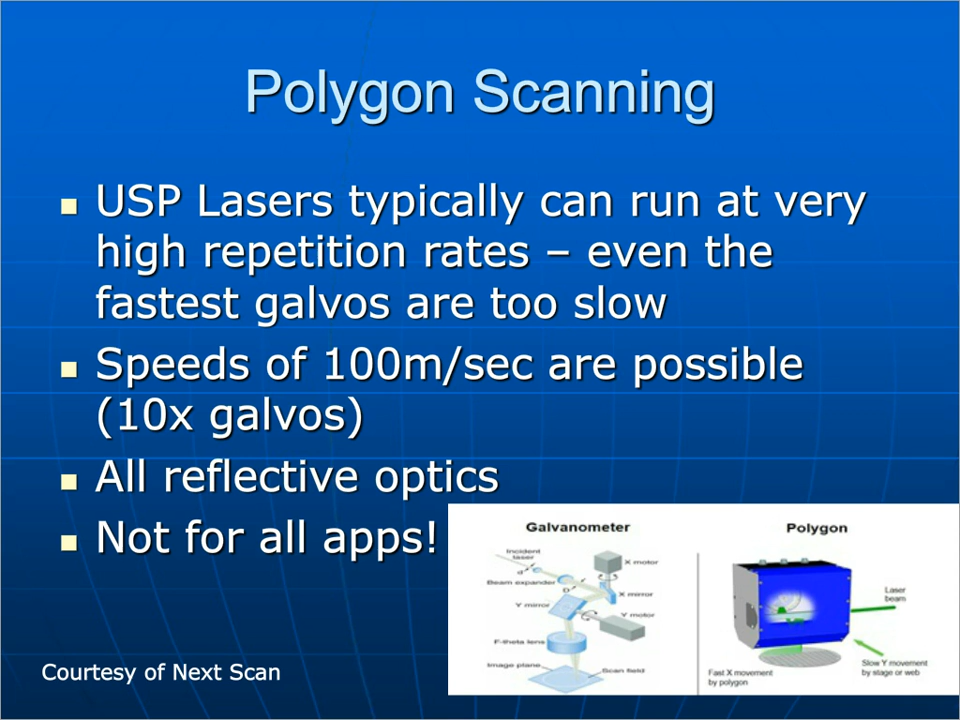 Polygon Scanning
USP Lasers typically can run at very
high repetition rates – even the
fastest galvos are too slow
Speeds of 100m/sec are possible
(10x galvos)
All reflective optics
Not for all apps!
Galvanometer
Incident
laser
d
Beam expander
D
X motor
X mirror
Y mirror
Y motor
F-theta lens
Image plane
Scan field
Polygon
Laser
beam
Fast X movement
by polygon
Slow Y movement
by stage or web
Courtesy of Next Scan